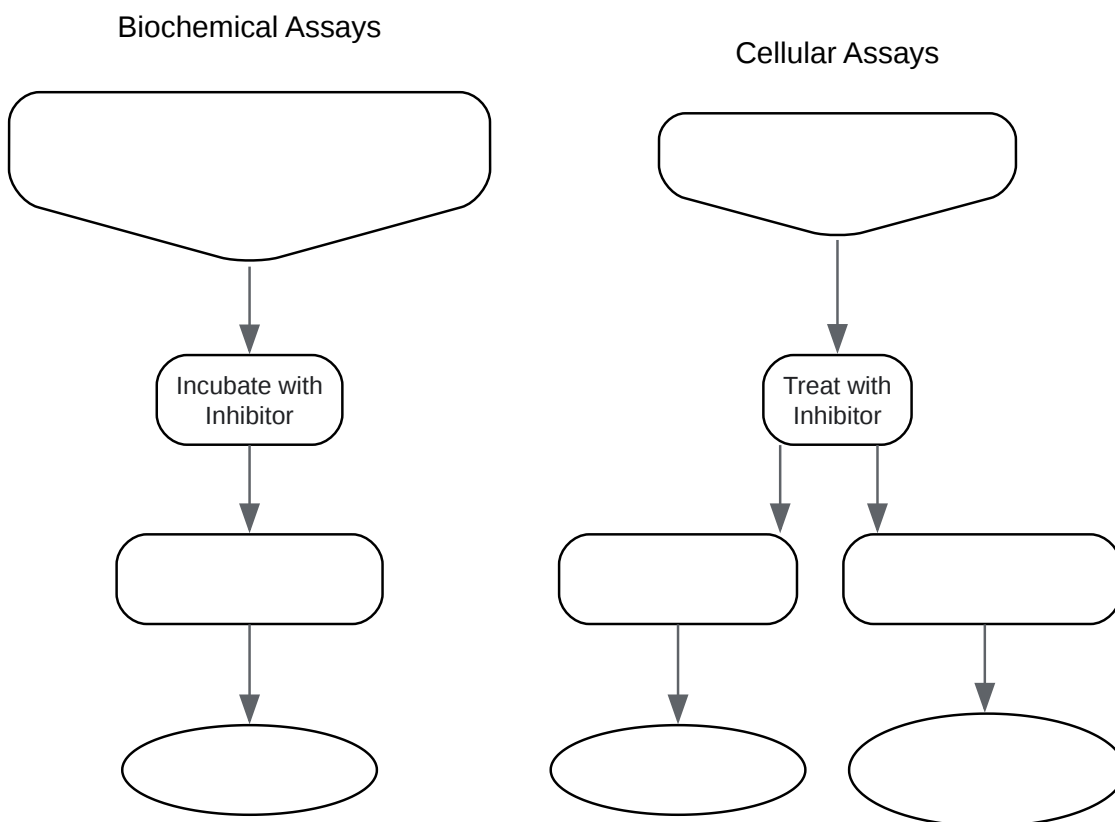 Biochemical Assays
Cellular Assays
Incubate with
Inhibitor
Treat with
Inhibitor